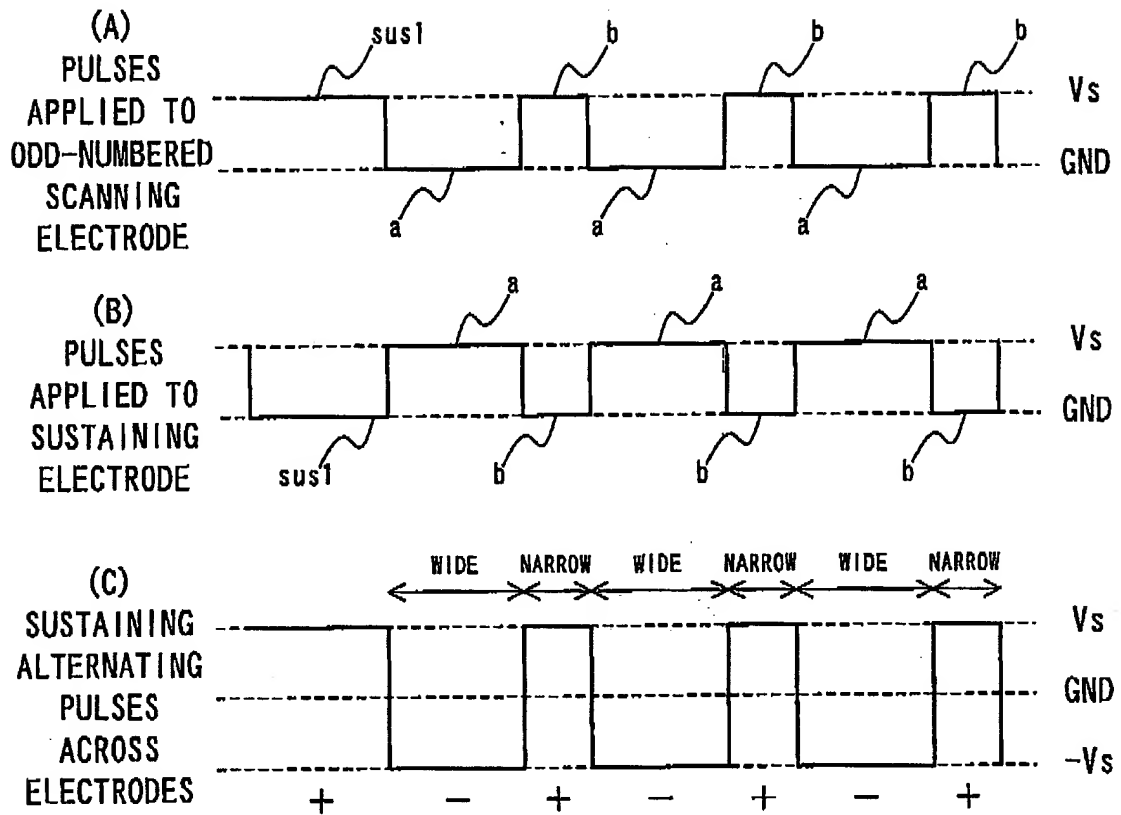 (A)
PULSES
APPLIED TO
ODD-NUMBERED
SCANNING
ELECTRODE
sus1
b
b
b
Vs
GND
a
a
a
(B)
PULSES
APPLIED TO
SUSTAINING
ELECTRODE
a
a
a
Vs
GND
sus1
b
b
b
(C)
SUSTAINING
ALTERNATING
PULSES
ACROSS
ELECTRODES
WIDE NARROW WIDE NARROW WIDE NARROW
Vs
GND
-Vs
+ - + - + - +